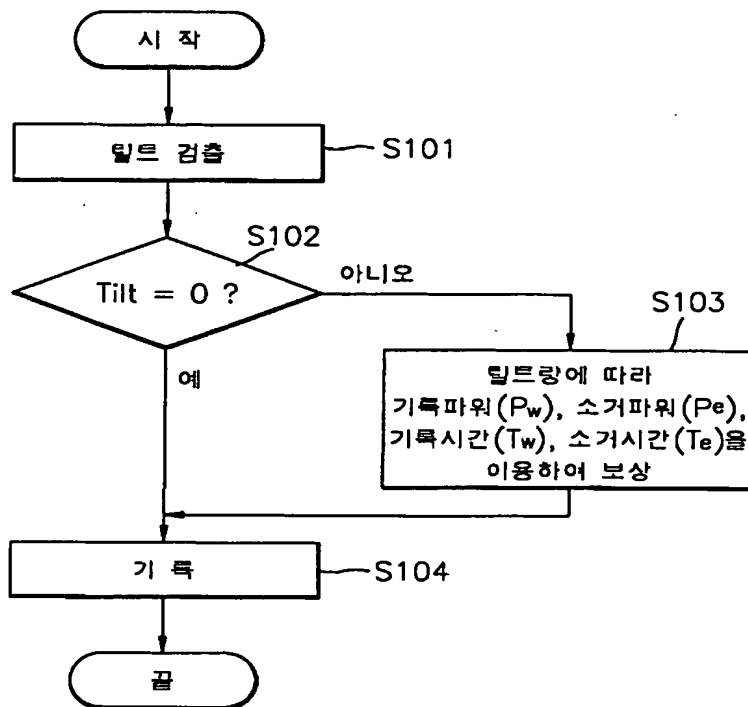 시 작
틸트 검출
S101
S102
Tilt = 0 ?
아니오
예
S103
틸트량에 따라
기록파워(Pw), 소거파워(Pe),
기록시간(Tw), 소거시간(Te)을
이용하여 보상
기 록
S104
끝